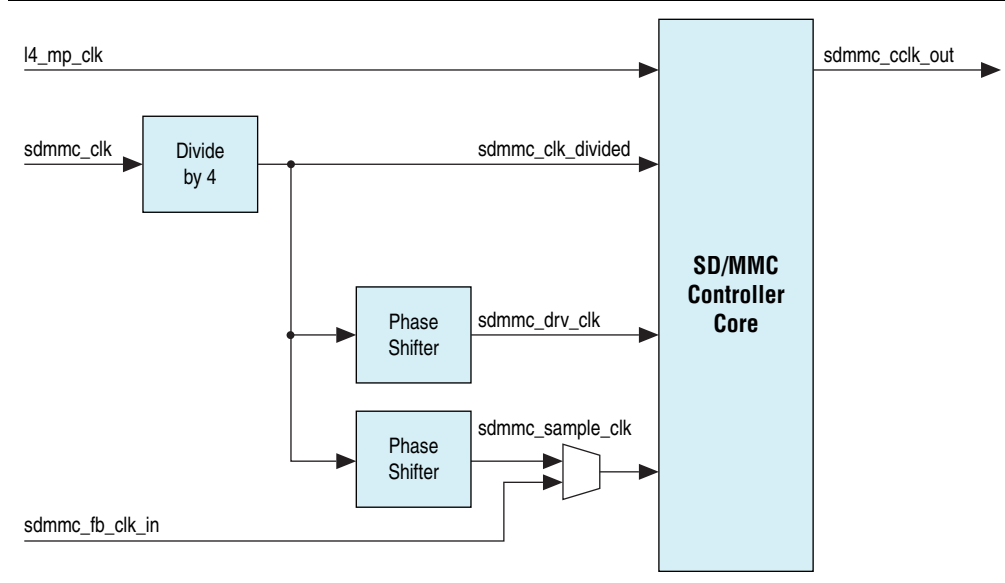 l4_mp_clk
sdmmc_cclk_out
sdmmc_clk
Divide
by 4
sdmmc_clk_divided
SD/MMC
Controller
Core
Phase
Shifter
sdmmc_drv_clk
Phase
Shifter
sdmmc_sample_clk
sdmmc_fb_clk_in